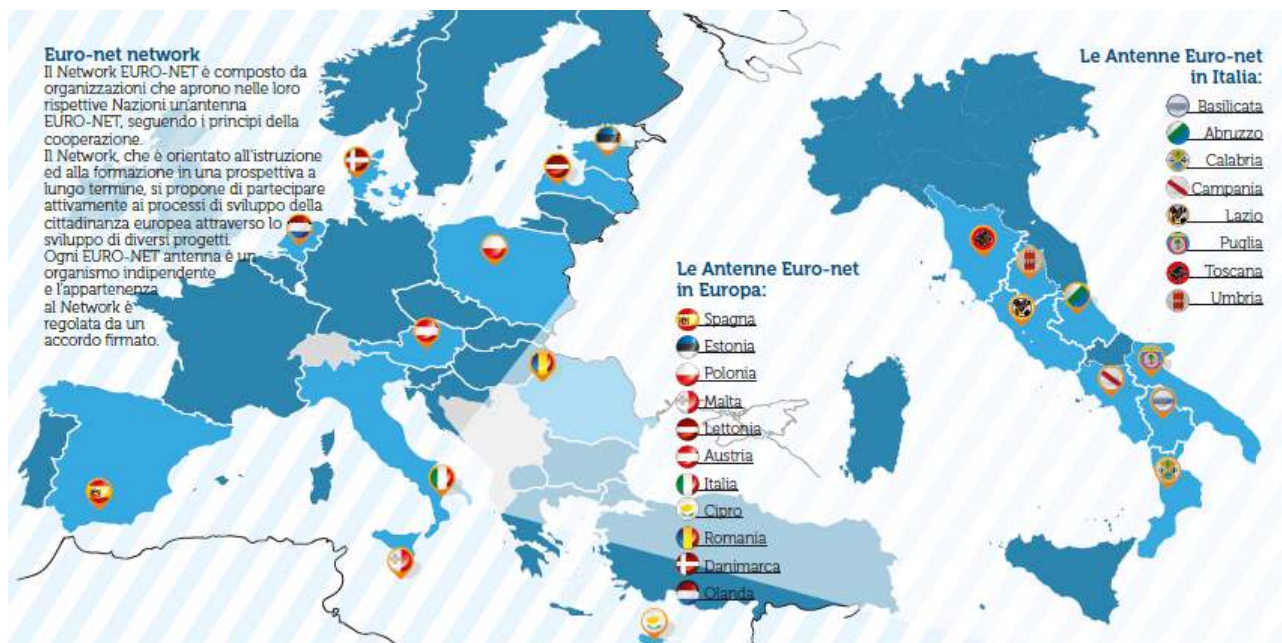 Euro-net network
Il Network EURO-NET è composto da
organizzazioni che aprono nelle loro
rispettive Nazioni un'antenna
EURO-NET, seguendo i principi della
cooperazione.
Il Network, che è orientato all'istruzione
ed alla formazione in una prospettiva a
lungo termine, si propone di partecipare
attivamente ai processi di sviluppo della
cittadinanza europea attraverso lo
sviluppo di diversi progetti.
Ogni EURO-NET antenna è un
organismo indipendente
e l'appartenenza
al Network è
regolata da un
accordo firmato.
Le Antenne Euro-net
in Europa:
Spagna
Estonia
Polonia
Malta
Lettonia
Austria
Italia
Cipro
Romania
Danimarca
Olanda
Le Antenne Euro-net
in Italia:
Basilicata
Abruzzo
Calabria
Campania
Lazio
Puglia
Toscana
Umbria